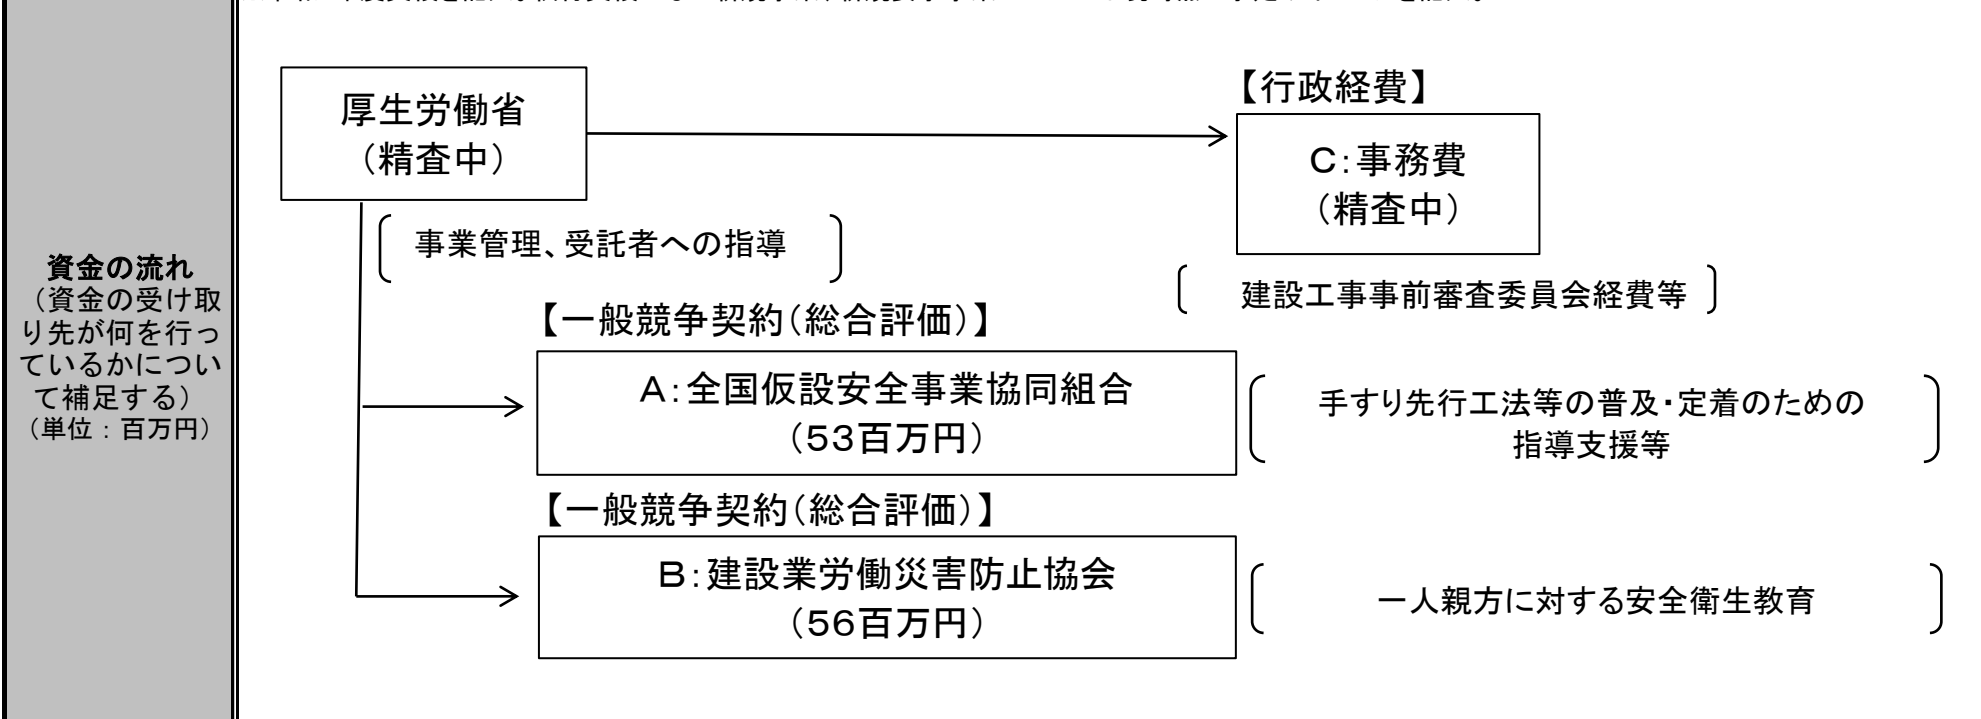 資金の流れ
（資金の受け取
り先が何を行っ
ているかについ
て補足する）
（単位：百万円）
厚生労働省
（精査中）
【行政経費】
C：事務費
（精査中）
事業管理、受託者への指導
建設工事事前審査委員会経費等
【一般競争契約（総合評価）】
A：全国仮設安全事業協同組合
（53百万円）
手すり先行工法等の普及・定着のための
指導支援等
【一般競争契約（総合評価）】
B：建設業労働災害防止協会
（56百万円）
一人親方に対する安全衛生教育